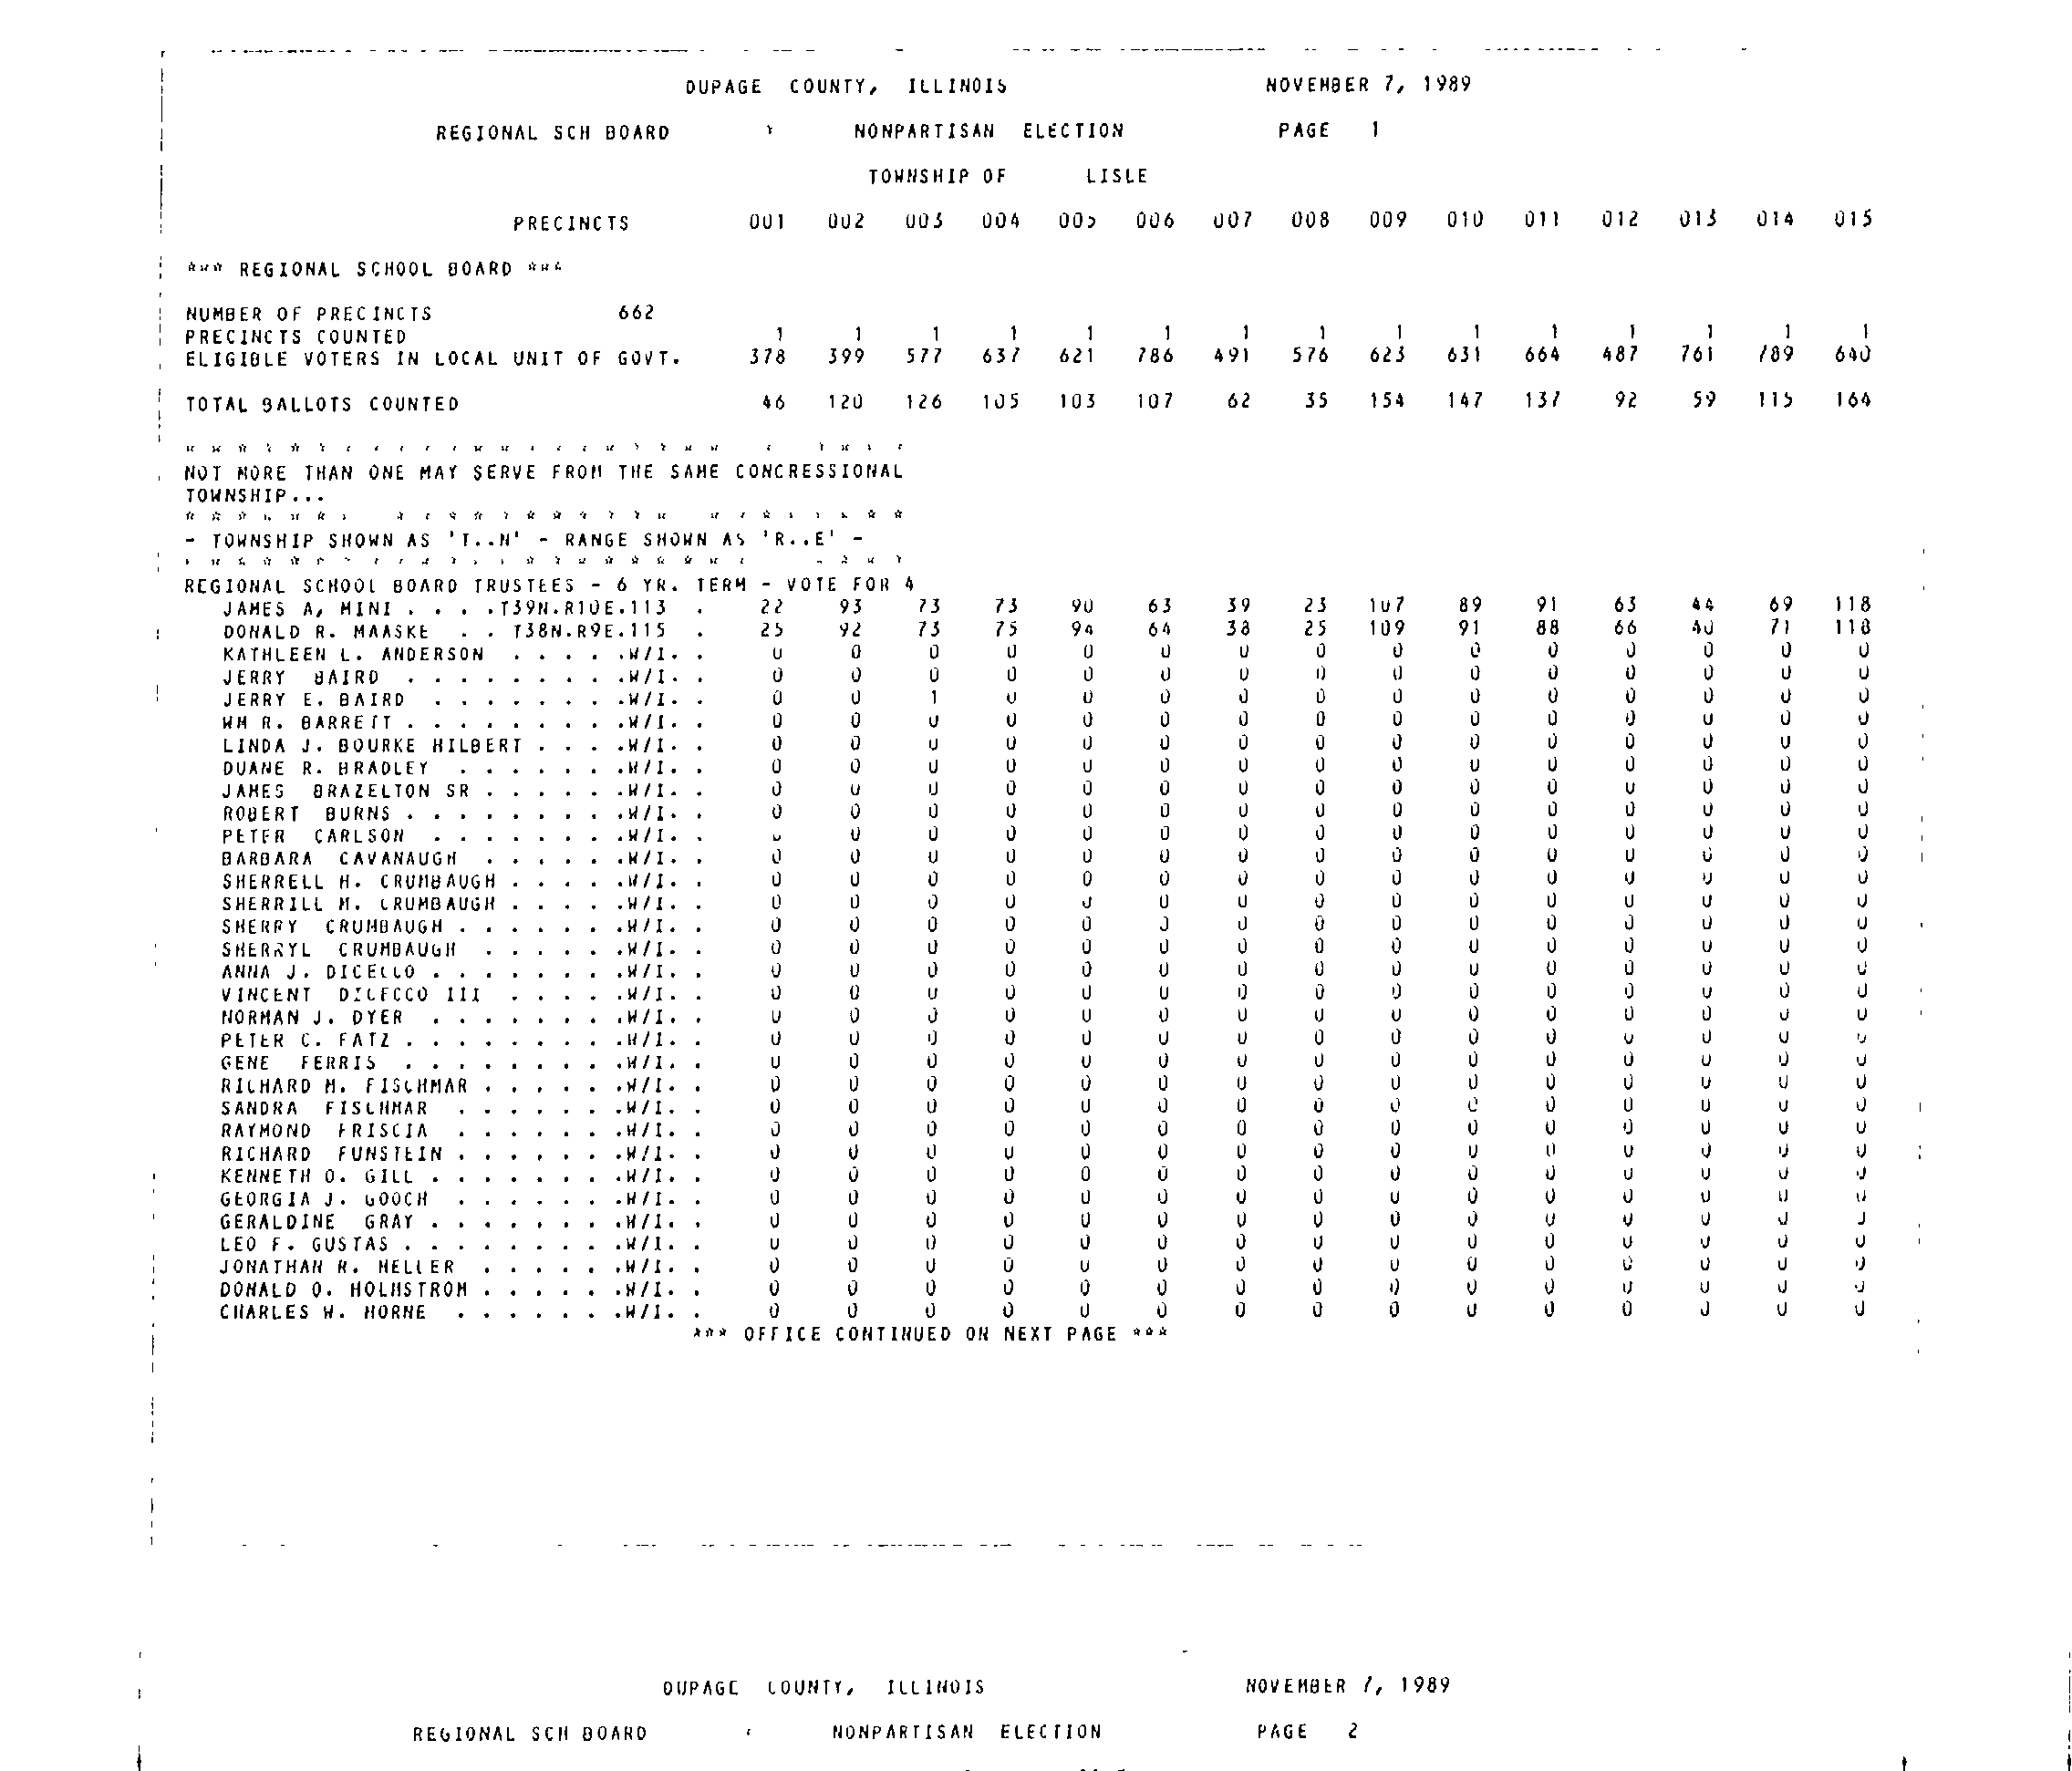 DUPAGE COUNTY, ILLINOIS NOVEMBER 7, 1989
REGIONAL SCH BOARD NONPARTISAN ELECTION PAGE 1
TOWNSHIP OF LISLE
PRECINCTS 001 002 003 004 005 006 007 008 009 010 011 012 013 014 015
*** REGIONAL SCHOOL BOARD ***
NUMBER OF PRECINCTS 662
PRECINCTS COUNTED 1 1 1 1 1 1 1 1 1 1 1 1 1 1 1
ELIGIBLE VOTERS IN LOCAL UNIT OF GOVT. 378 399 577 637 621 786 491 576 623 631 664 487 761 789 640
TOTAL BALLOTS COUNTED 46 120 126 105 103 107 62 35 154 147 137 92 59 115 164
NOT MORE THAN ONE MAY SERVE FROM THE SAME CONCRESSIONAL
TOWNSHIP...
- TOWNSHIP SHOWN AS 'T..N' - RANGE SHOWN AS 'R..E' -
REGIONAL SCHOOL BOARD TRUSTEES - 6 YR. TERM - VOTE FOR 4
JAMES A, MINI . . . .T39N.R10E.113 . 22 93 73 73 90 63 39 23 107 89 91 63 44 69 118
DONALD R. MAASKE . . T38N.R9E.115 . 25 92 73 75 94 64 38 25 109 91 88 66 40 71 118
KATHLEEN L. ANDERSON . . . . .W/I. . 0 0 0 0 0 0 0 0 0 0 0 0 0 0 0
JERRY BAIRD . . . . . . . . .W/I. . 0 0 0 0 0 0 0 0 0 0 0 0 0 0 0
JERRY E. BAIRD . . . . . . . .W/I. . 0 0 1 0 0 0 0 0 0 0 0 0 0 0 0
WM R. BARRETT . . . . . . . . .W/I. . 0 0 0 0 0 0 0 0 0 0 0 0 0 0 0
LINDA J. BOURKE HILBERT . . . .W/I. . 0 0 0 0 0 0 0 0 0 0 0 0 0 0 0
DUANE R. BRADLEY . . . . . . .W/I. . 0 0 0 0 0 0 0 0 0 0 0 0 0 0 0
JAMES BRAZELTON SR . . . . . .W/I. . 0 0 0 0 0 0 0 0 0 0 0 0 0 0 0
ROBERT BURNS . . . . . . . . .W/I. . 0 0 0 0 0 0 0 0 0 0 0 0 0 0 0
PETER CARLSON . . . . . . . .W/I. . 0 0 0 0 0 0 0 0 0 0 0 0 0 0 0
BARBARA CAVANAUGH . . . . . .W/I. . 0 0 0 0 0 0 0 0 0 0 0 0 0 0 0
SHERRELL H. CRUMBAUGH . . . . .W/I. . 0 0 0 0 0 0 0 0 0 0 0 0 0 0 0
SHERRILL M. CRUMBAUGH . . . . .W/I. . 0 0 0 0 0 0 0 0 0 0 0 0 0 0 0
SHERRY CRUMBAUGH . . . . . . .W/I. . 0 0 0 0 0 0 0 0 0 0 0 0 0 0 0
SHERRYL CRUMBAUGH . . . . . .W/I. . 0 0 0 0 0 0 0 0 0 0 0 0 0 0 0
ANNA J. DICELLO . . . . . . . .W/I. . 0 0 0 0 0 0 0 0 0 0 0 0 0 0 0
VINCENT DILECCO III . . . . .W/I. . 0 0 0 0 0 0 0 0 0 0 0 0 0 0 0
NORMAN J. DYER . . . . . . . .W/I. . 0 0 0 0 0 0 0 0 0 0 0 0 0 0 0
PETER C. FATZ . . . . . . . . .W/I. . 0 0 0 0 0 0 0 0 0 0 0 0 0 0 0
GENE FERRIS . . . . . . . . .W/I. . 0 0 0 0 0 0 0 0 0 0 0 0 0 0 0
RICHARD M. FISCHMAR . . . . . .W/I. . 0 0 0 0 0 0 0 0 0 0 0 0 0 0 0
SANDRA FISCHMAR . . . . . . .W/I. . 0 0 0 0 0 0 0 0 0 0 0 0 0 0 0
RAYMOND FRISCIA . . . . . . .W/I. . 0 0 0 0 0 0 0 0 0 0 0 0 0 0 0
RICHARD FUNSTEIN . . . . . . .W/I. . 0 0 0 0 0 0 0 0 0 0 0 0 0 0 0
KENNETH O. GILL . . . . . . . .W/I. . 0 0 0 0 0 0 0 0 0 0 0 0 0 0 0
GEORGIA J. GOOCH . . . . . . .W/I. . 0 0 0 0 0 0 0 0 0 0 0 0 0 0 0
GERALDINE GRAY . . . . . . . .W/I. . 0 0 0 0 0 0 0 0 0 0 0 0 0 0 0
LEO F. GUSTAS . . . . . . . . .W/I. . 0 0 0 0 0 0 0 0 0 0 0 0 0 0 0
JONATHAN R. HELLER . . . . . .W/I. . 0 0 0 0 0 0 0 0 0 0 0 0 0 0 0
DONALD O. HOLMSTROM . . . . . .W/I. . 0 0 0 0 0 0 0 0 0 0 0 0 0 0 0
CHARLES W. HORNE . . . . . . .W/I. . 0 0 0 0 0 0 0 0 0 0 0 0 0 0 0
*** OFFICE CONTINUED ON NEXT PAGE ***
DUPAGE COUNTY, ILLINOIS NOVEMBER 7, 1989
REGIONAL SCH BOARD NONPARTISAN ELECTION PAGE 2